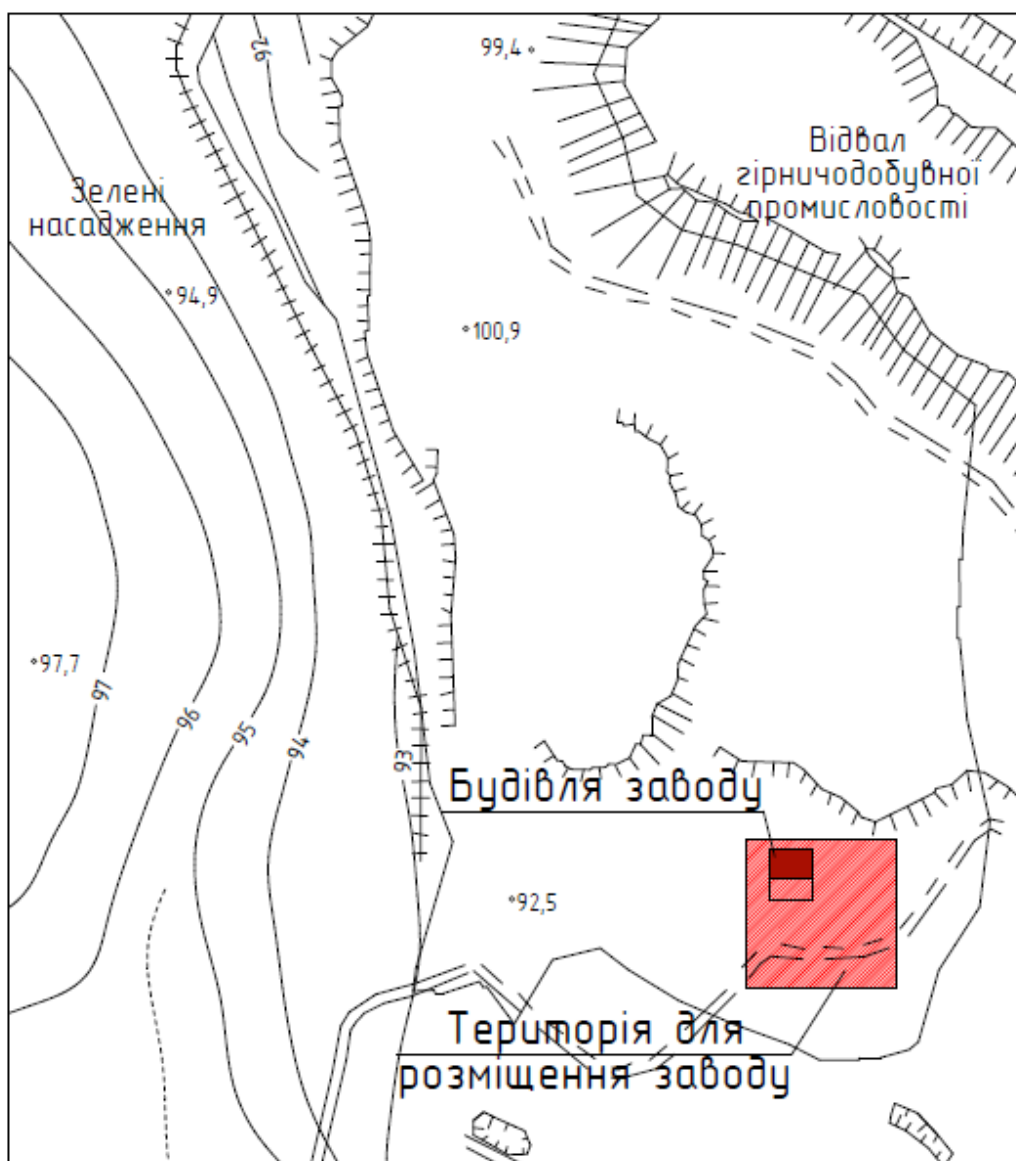 92
99,4
Відвал
гірничодобувної
промисловості
Зелені
насадження
94,9
100,9
97,7
97
96
95
94
93
Будівля заводу
92,5
Територія для
розміщення заводу